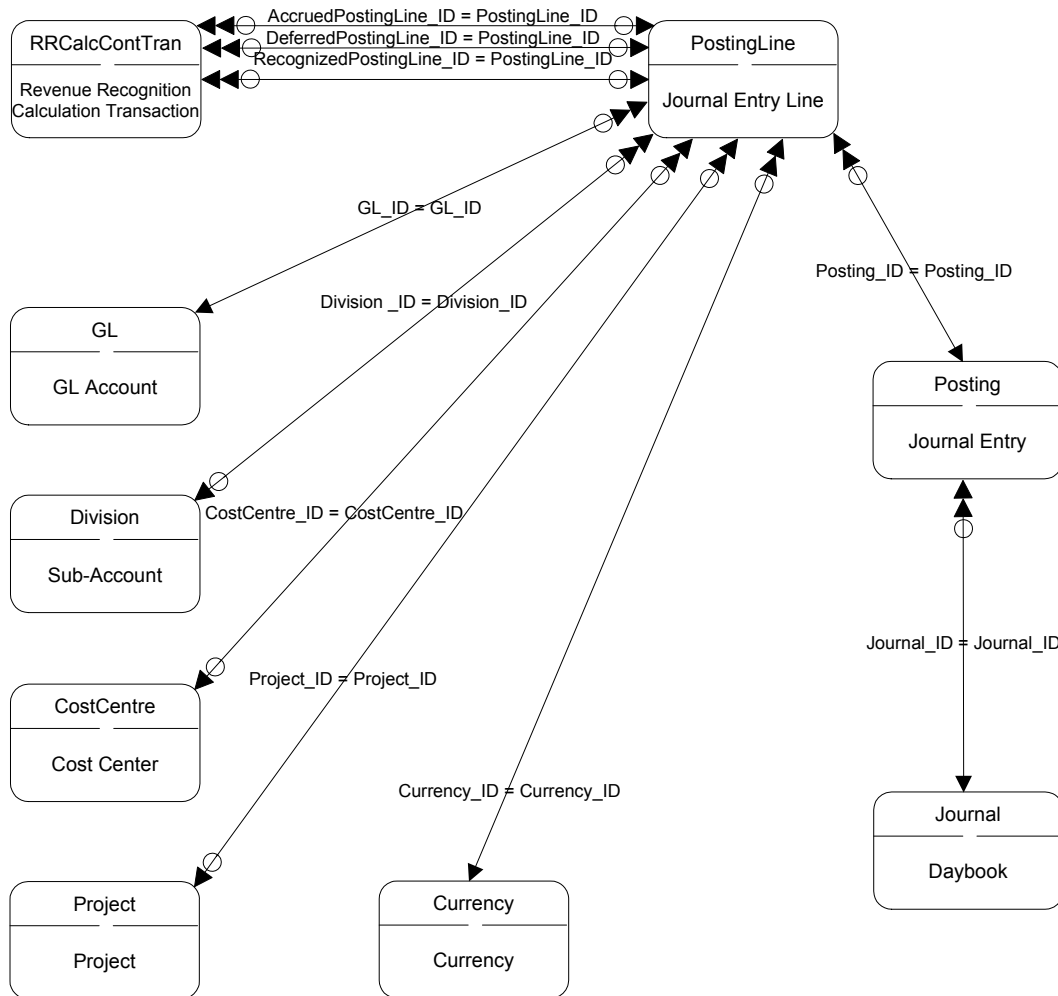 AccruedPostingLine_ID = PostingLine_ID
RRCalcContTran
DeferredPostingLine_ID = PostingLine_ID
PostingLine
RecognizedPostingLine_ID = PostingLine_ID
Revenue Recognition
Calculation Transaction
Journal Entry Line
GL_ID = GL_ID
Posting_ID = Posting_ID
Division _ID = Division_ID
GL
GL Account
Posting
Journal Entry
CostCentre_ID = CostCentre_ID
Division
Sub-Account
Journal_ID = Journal_ID
Project_ID = Project_ID
CostCentre
Cost Center
Currency_ID = Currency_ID
Journal
Daybook
Project
Project
Currency
Currency